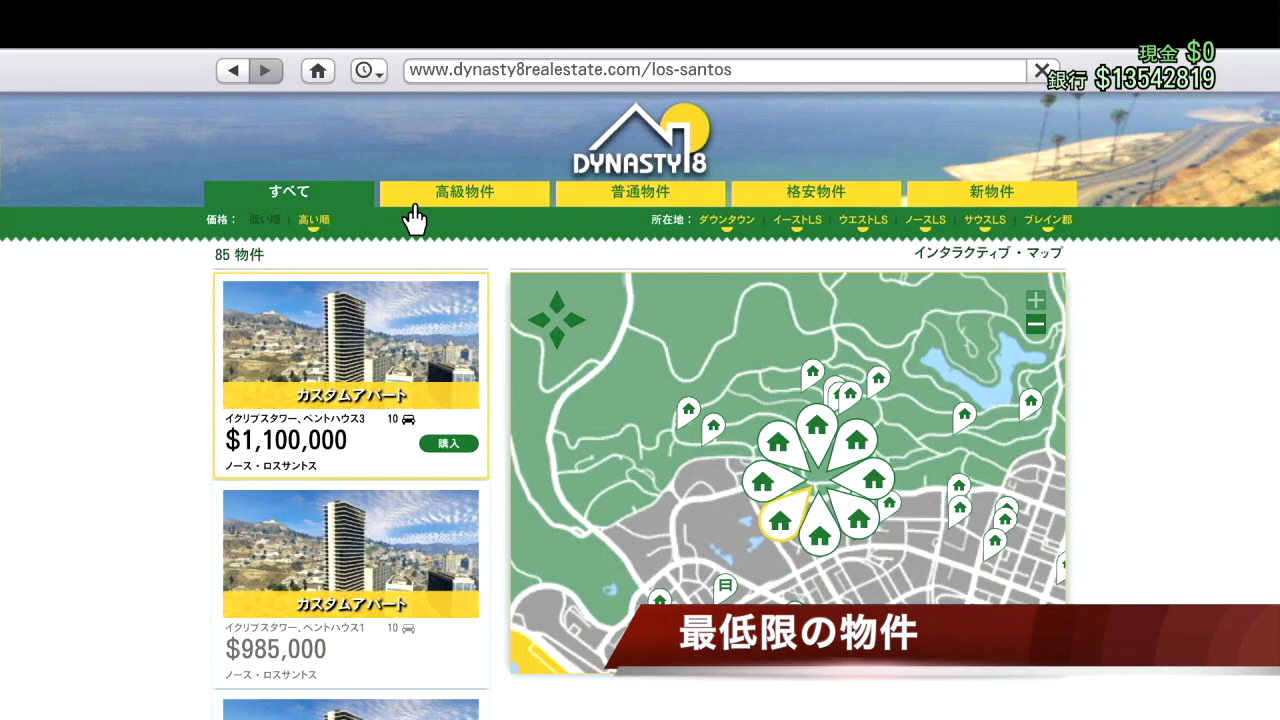 現金 $0
銀行 $13542819
www.dynasty8realestate.com/los-santos
DYNASTY 8
すべて
高級物件
普通物件
格安物件
新物件
価格： 低い順 | 高い順
所在地： ダウンタウン | イーストLS | ウエストLS | ノースLS | サウスLS | ブレイン郡
85 物件
インタラクティブ・マップ
カスタムアパート
イクリプスタワー、ペントハウス3 10
$1,100,000
購入
ノース・ロスサントス
カスタムアパート
イクリプスタワー、ペントハウス1 10
$985,000
ノース・ロスサントス
最低限の物件